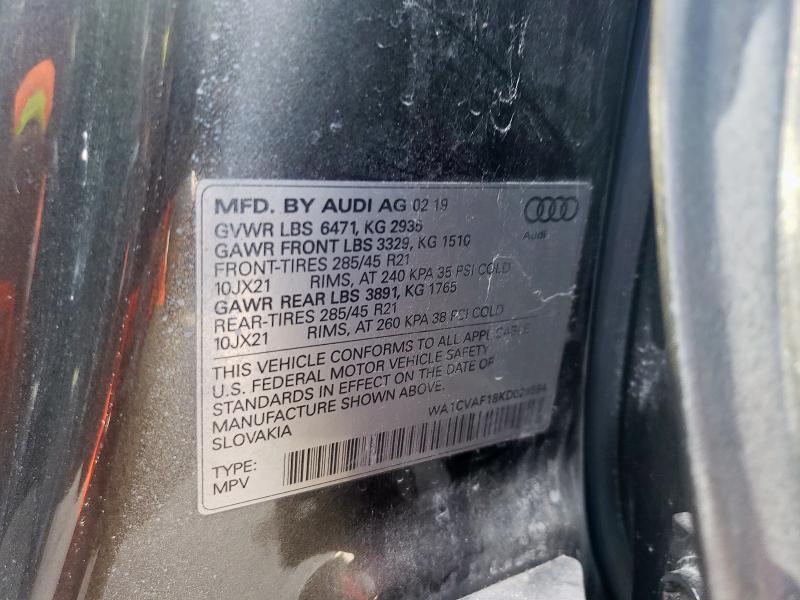 MFD. BY AUDI AG 02 19
GVWR LBS 6471, KG 2935
GAWR FRONT LBS 3329, KG 1510
FRONT-TIRES 285/45 R21
10JX21 RIMS, AT 240 KPA 35 PSI COLD
GAWR REAR LBS 3891, KG 1765
REAR-TIRES 285/45 R21
10JX21 RIMS, AT 260 KPA 38 PSI COLD
THIS VEHICLE CONFORMS TO ALL APPLICABLE
U.S. FEDERAL MOTOR VEHICLE SAFETY
STANDARDS IN EFFECT ON THE DATE OF
MANUFACTURE SHOWN ABOVE.
SLOVAKIA
TYPE:
MPV
Audi